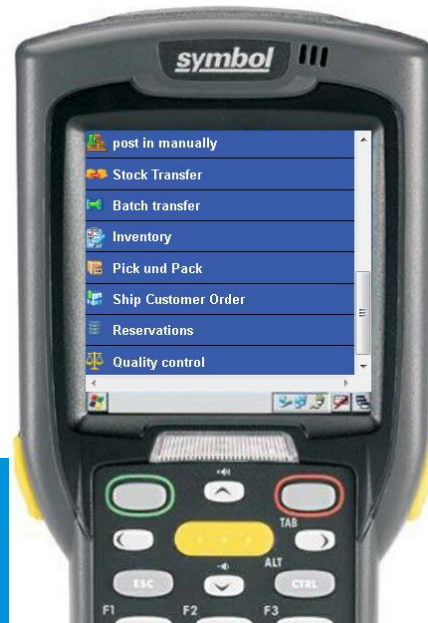 symbol
post in manually
Stock Transfer
Batch transfer
Inventory
Pick und Pack
Ship Customer Order
Reservations
Quality control
TAB
ALT
ESC
CTRL
F1
F2
F3